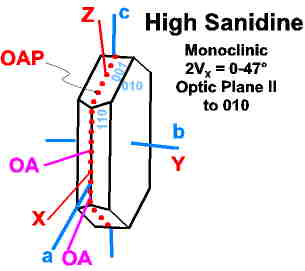 Z
c
High Sanidine
Monoclinic
2Vx = 0-47°
Optic Plane II
to 010
OAP
001
010
110
b
Y
OA
X
a
OA